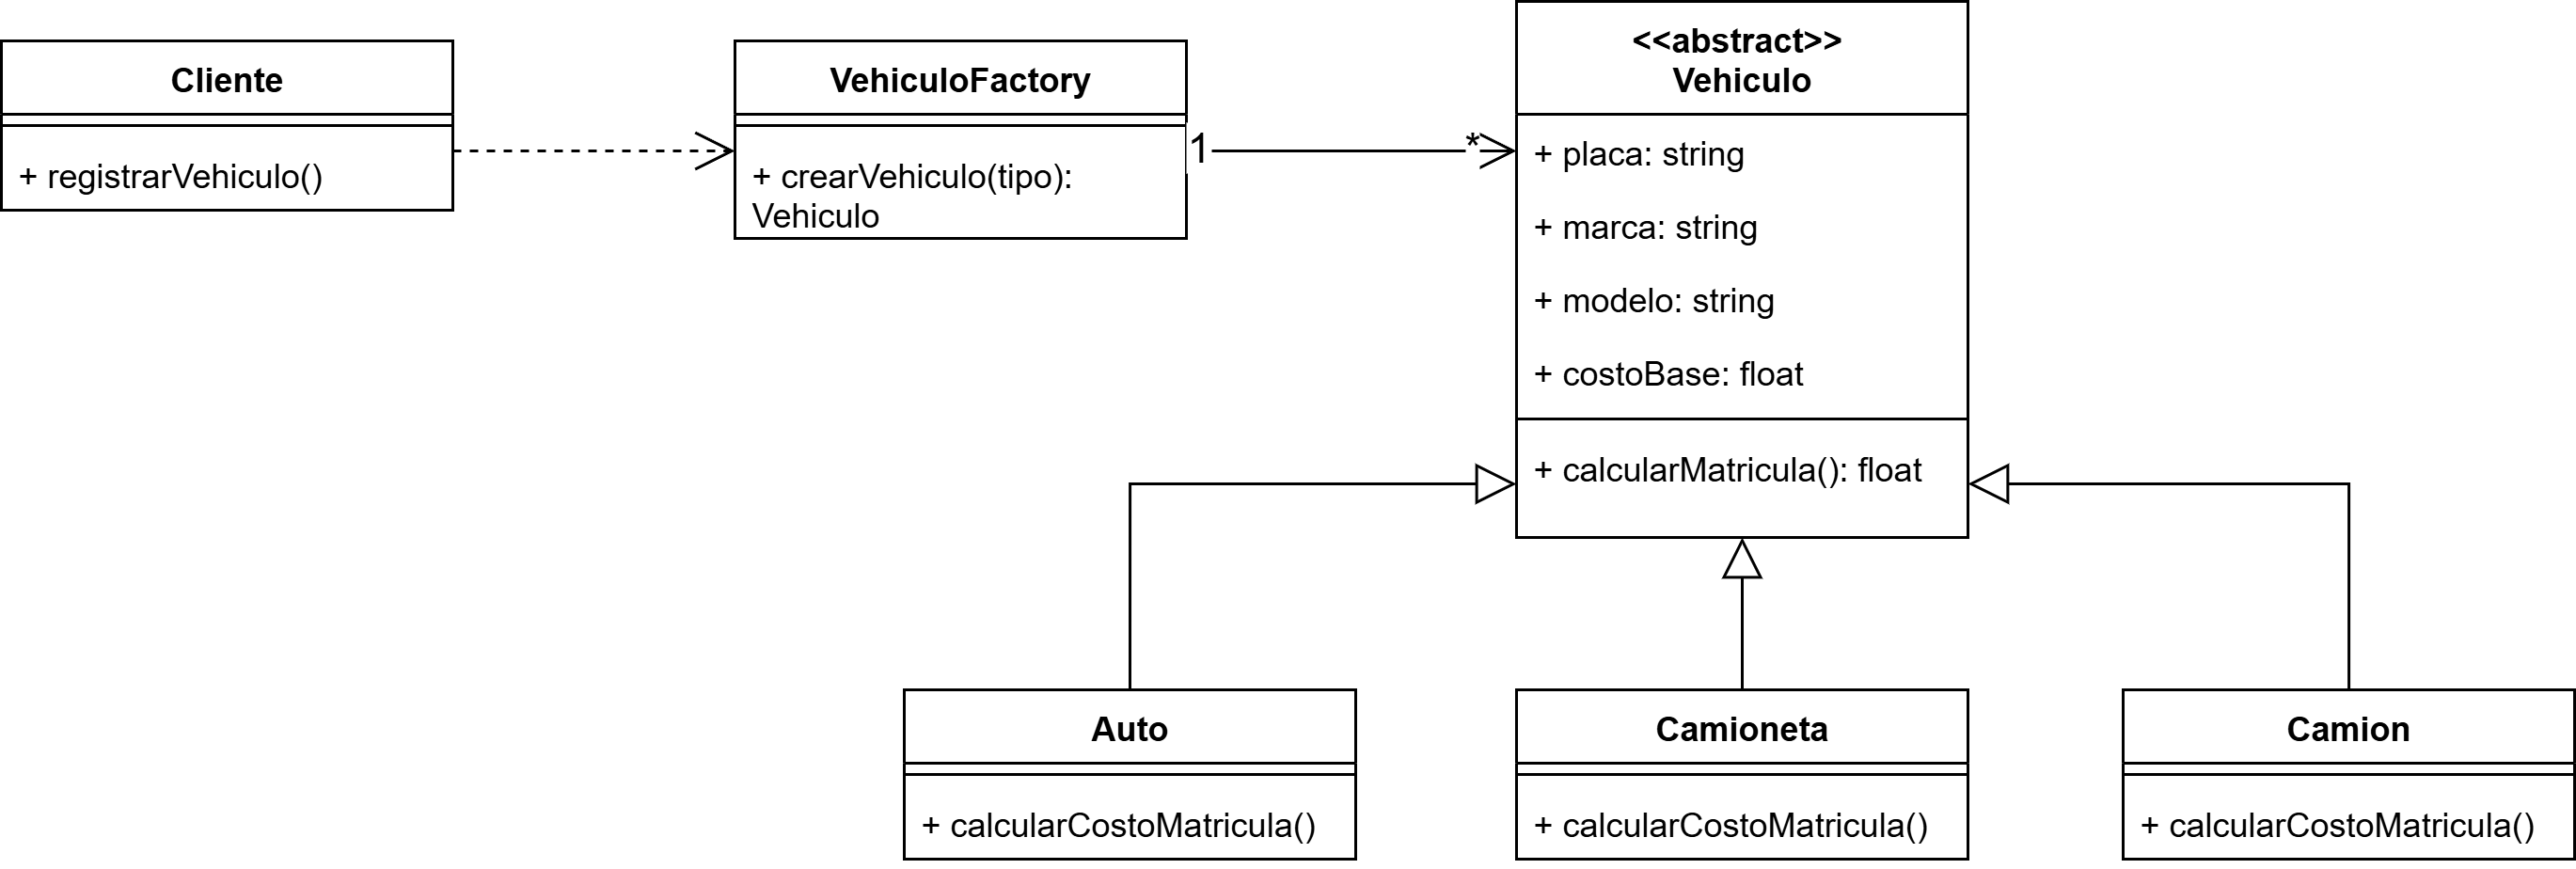 Cliente
+ registrarVehiculo()
VehiculoFactory
+ crearVehiculo(tipo):
Vehiculo
1
*
<<abstract>>
Vehiculo
+ placa: string
+ marca: string
+ modelo: string
+ costoBase: float
+ calcularMatricula(): float
Auto
+ calcularCostoMatricula()
Camioneta
+ calcularCostoMatricula()
Camion
+ calcularCostoMatricula()